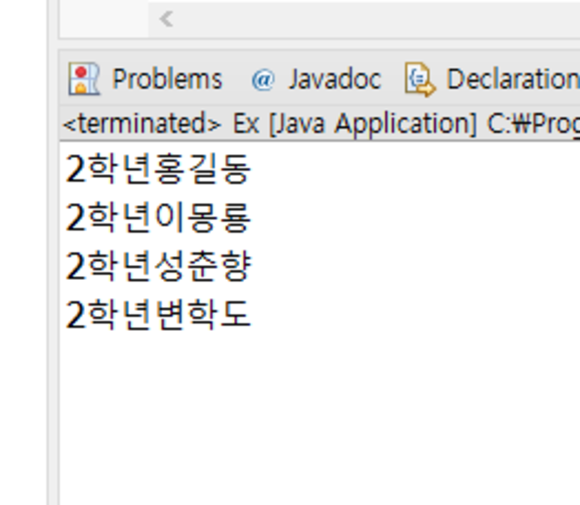 Problems @ Javadoc Declaration
<terminated> Ex [Java Application] C:₩Prog
2학년홍길동
2학년이몽룡
2학년성춘향
2학년변학도